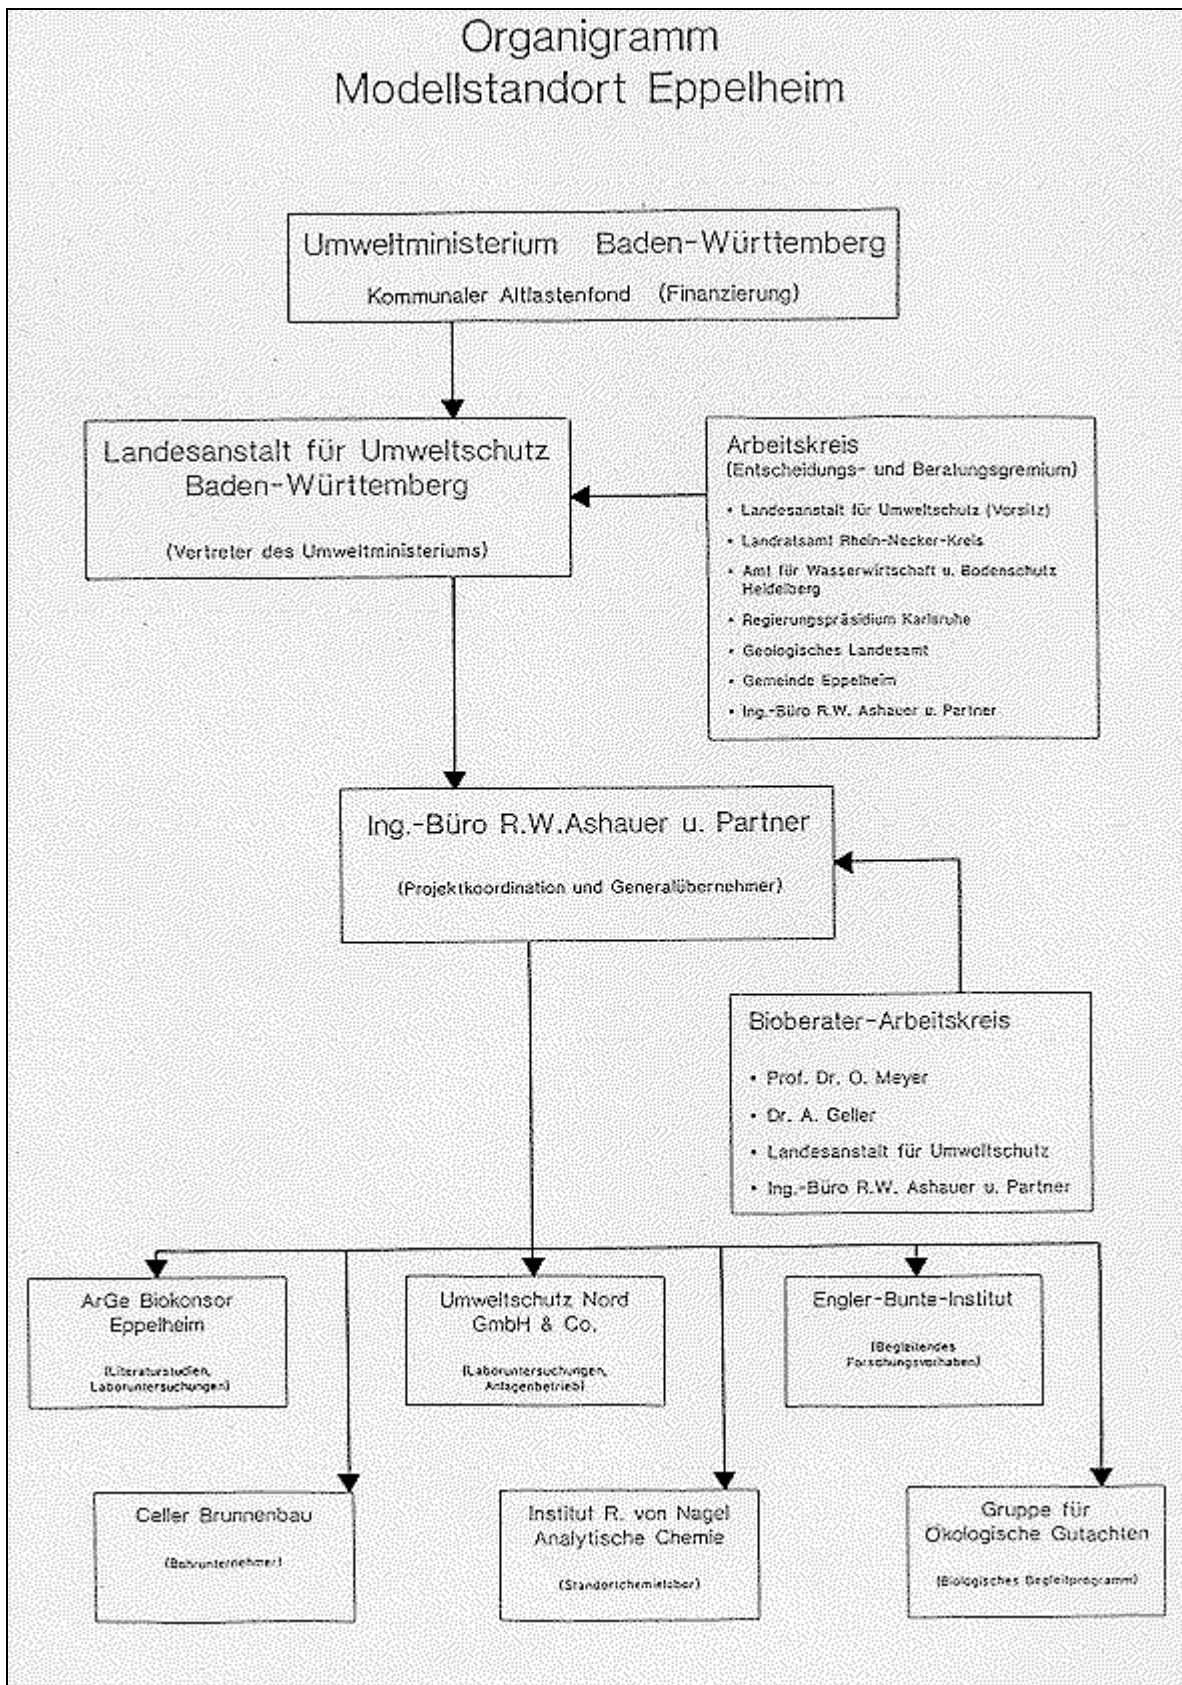 Organigramm
Modellstandort Eppelheim
Umweltministerium Baden-Württemberg
Kommunaler Altlastenfond (Finanzierung)
Landesanstalt für Umweltschutz
Baden-Württemberg
(Vertreter des Umweltministeriums)
Arbeitskreis
(Entscheidungs- und Beratungsgremium)
• Landesanstalt für Umweltschutz (Vorsitz)
• Landratsamt Rhein-Necker-Kreis
• Amt für Wasserwirtschaft u. Bodenschutz
Heidelberg
• Regierungspräsidium Karlsruhe
• Geologisches Landesamt
• Gemeinde Eppelheim
• Ing.-Büro R.W. Ashauer u. Partner
Ing.-Büro R.W.Ashauer u. Partner
(Projektkoordination und Generalübernehmer)
Bioberater-Arbeitskreis
• Prof. Dr. O. Meyer
• Dr. A. Geller
• Landesanstalt für Umweltschutz
• Ing.-Büro R.W. Ashauer u. Partner
ArGe Biokonsor
Eppelheim
(Literaturstudien,
Laboruntersuchungen)
Umweltschutz Nord
GmbH & Co.
(Laboruntersuchungen,
Anlagenbetrieb)
Engler-Bunte-Institut
(Begleitendes
Forschungsvorhaben)
Celler Brunnenbau
(Bohrunternehmer)
Institut R. von Nagel
Analytische Chemie
(Standortchemielabor)
Gruppe für
Ökologische Gutachten
(Biologisches Begleitprogramm)